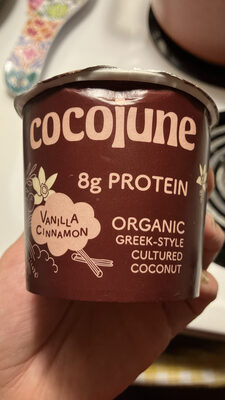 cocojune
8g PROTEIN
VANILLA
CINNAMON
ORGANIC
GREEK-STYLE
CULTURED
COCONUT